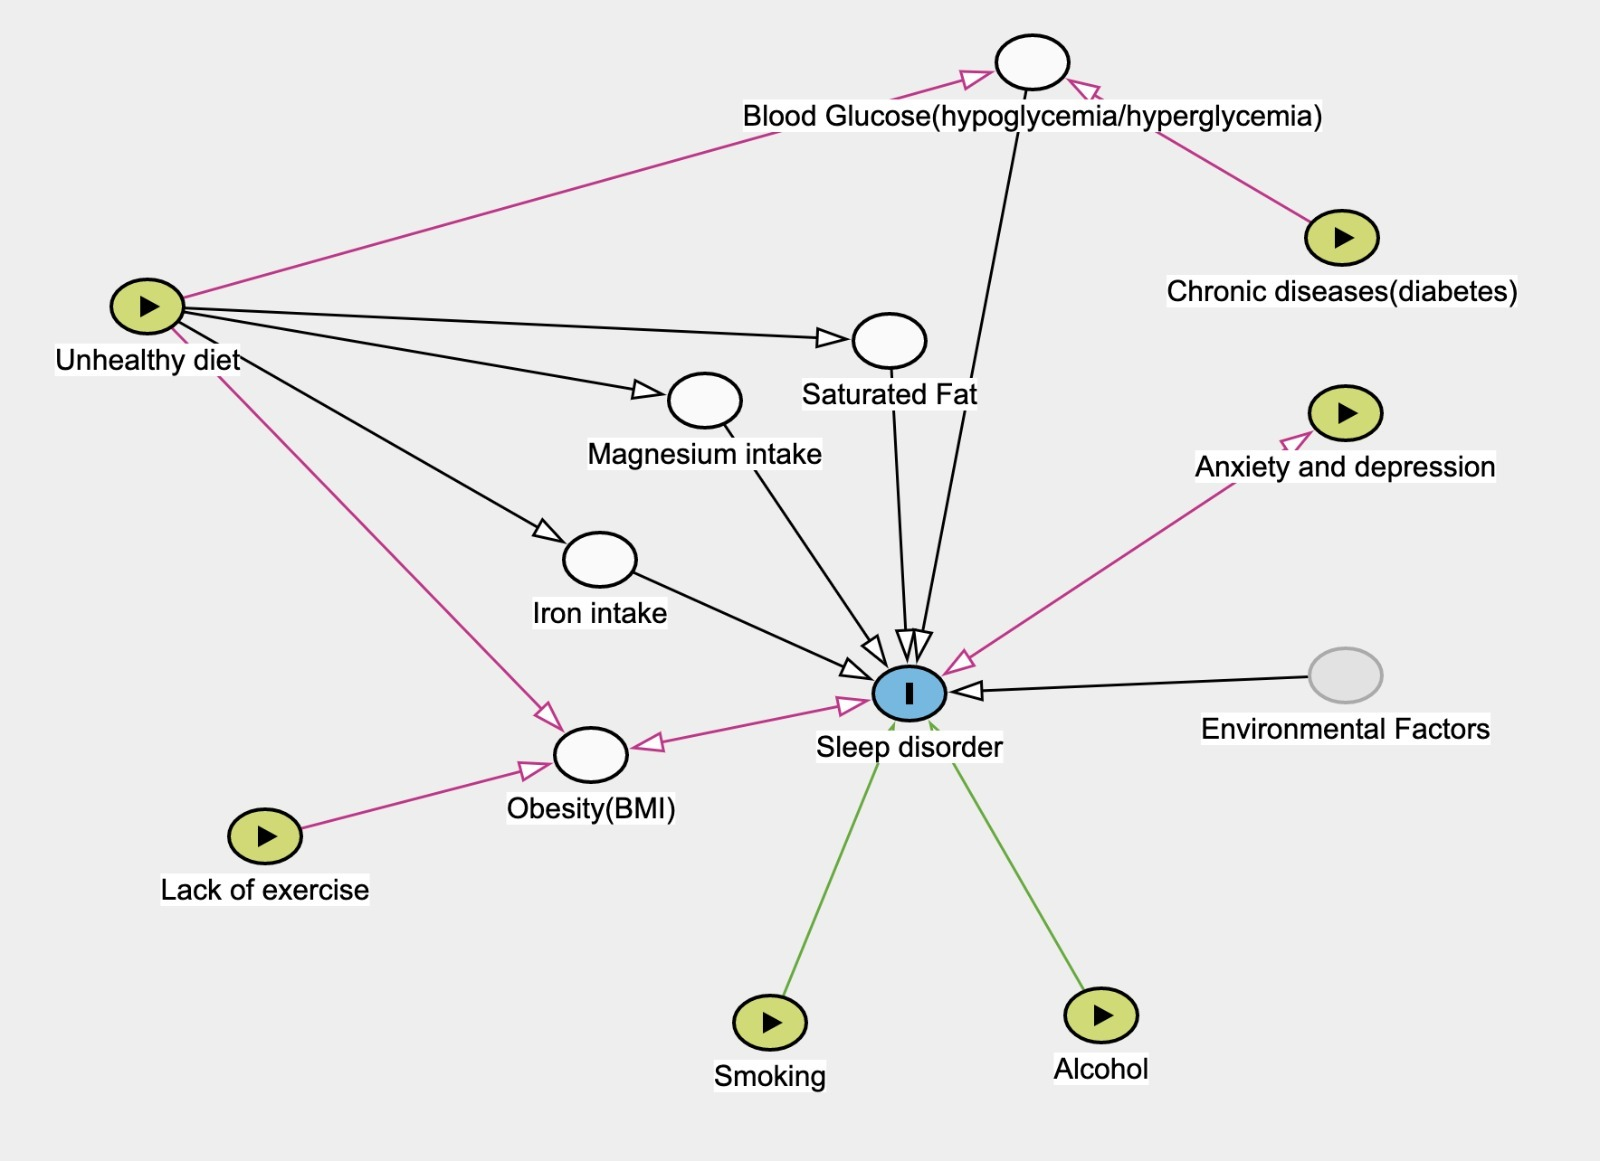 Blood Glucose(hypoglycemia/hyperglycemia)
Chronic diseases(diabetes)
Unhealthy diet
Saturated Fat
Magnesium intake
Anxiety and depression
Iron intake
Environmental Factors
I
Sleep disorder
Obesity(BMI)
Lack of exercise
Smoking
Alcohol